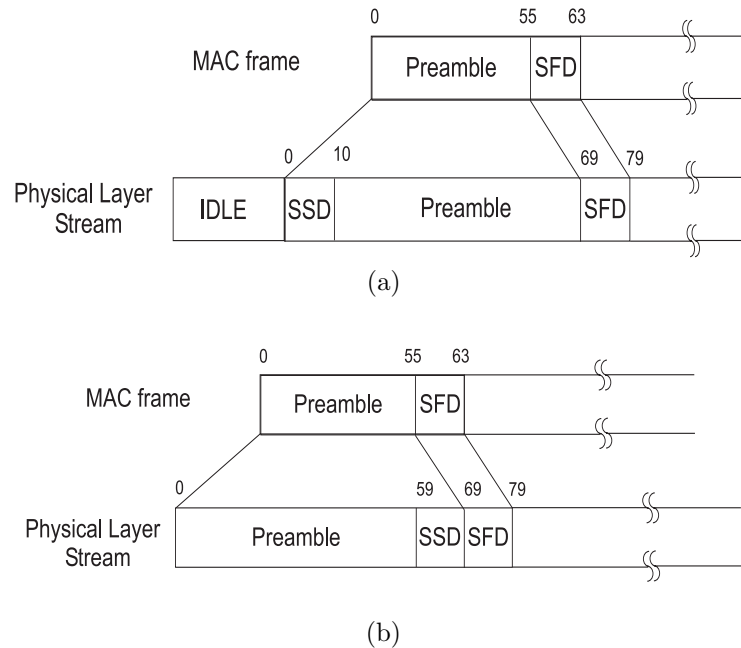 0 55 63
MAC frame Preamble SFD
0 10 69 79
Physical Layer
Stream
IDLE SSD Preamble SFD
(a)
0 55 63
MAC frame Preamble SFD
0 59 69 79
Physical Layer
Stream
Preamble SSD SFD
(b)